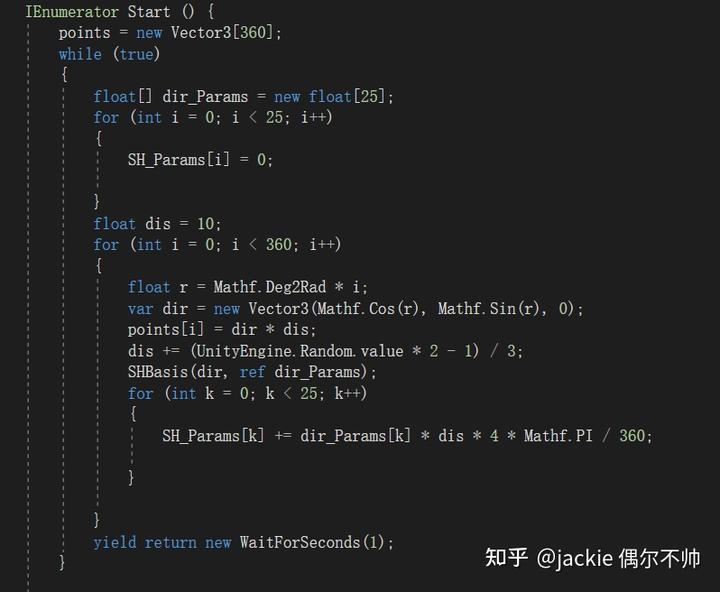 IEnumerator Start () {
points = new Vector3[360];
while (true)
{
float[] dir_Params = new float[25];
for (int i = 0; i < 25; i++)
{
SH_Params[i] = 0;
}
float dis = 10;
for (int i = 0; i < 360; i++)
{
float r = Mathf.Deg2Rad * i;
var dir = new Vector3(Mathf.Cos(r), Mathf.Sin(r), 0);
points[i] = dir * dis;
dis += (UnityEngine.Random.value * 2 - 1) / 3;
SHBasis(dir, ref dir_Params);
for (int k = 0; k < 25; k++)
{
SH_Params[k] += dir_Params[k] * dis * 4 * Mathf.PI / 360;
}
}
yield return new WaitForSeconds(1);
}
知乎 @jackie 偶尔不帅